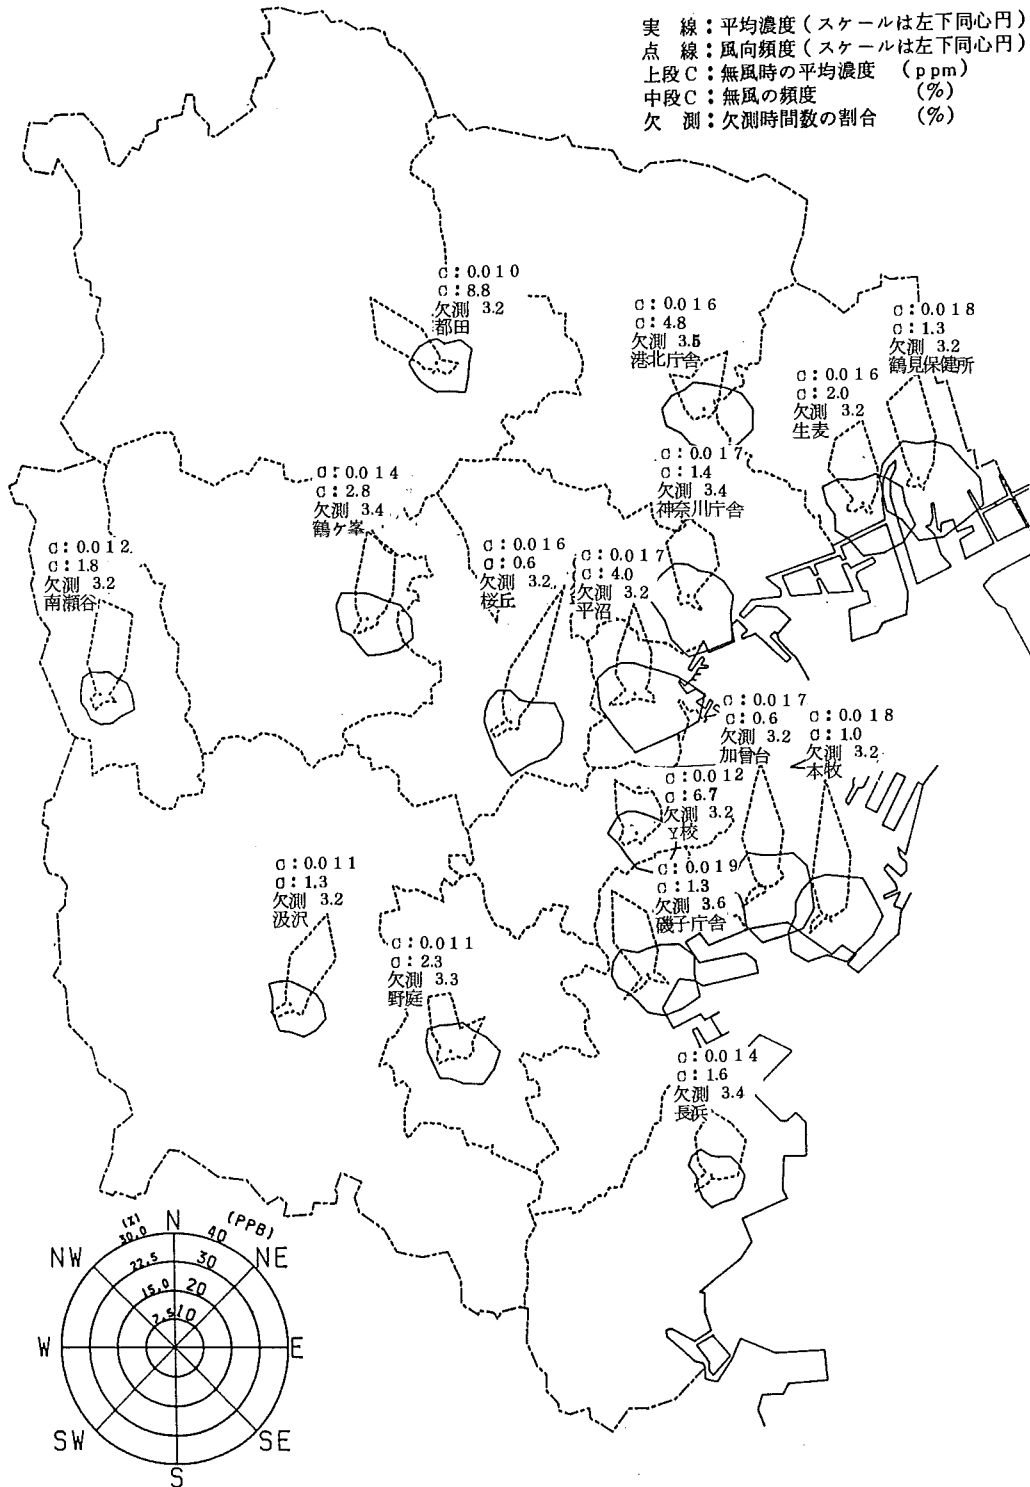 実 線：平均濃度（スケールは左下同心円）
点 線：風向頻度（スケールは左下同心円）
上段C：無風時の平均濃度 （ppm）
中段C：無風の頻度 （%）
欠 測：欠測時間数の割合 （%）
C：0.010
C：8.8
欠測 3.2
都田
C：0.016
C：4.8
欠測 3.5
港北庁舎
C：0.018
C：1.3
欠測 3.2
鶴見保健所
C：0.016
C：2.0
欠測 3.2
生麦
C：0.017
C：1.4
欠測 3.4
神奈川庁舎
C：0.014
C：2.8
欠測 3.4
鶴ケ峯
C：0.012
C：1.8
欠測 3.2
南瀬谷
C：0.016
C：0.6
欠測 3.2
桜丘
C：0.017
C：4.0
欠測 3.2
平沼
C：0.017
C：0.6
欠測 3.2
加曽台
C：0.018
C：1.0
欠測 3.2
本牧
C：0.012
C：6.7
欠測 3.2
Y校
C：0.019
C：1.3
欠測 3.6
磯子庁舎
C：0.011
C：1.3
欠測 3.2
汲沢
C：0.011
C：2.3
欠測 3.3
野庭
C：0.014
C：1.6
欠測 3.4
長浜
(%) N (PPB)
30.0 40
NW 22.5 30 NE
15.0 20
7.5 10
W E
SW SE
S